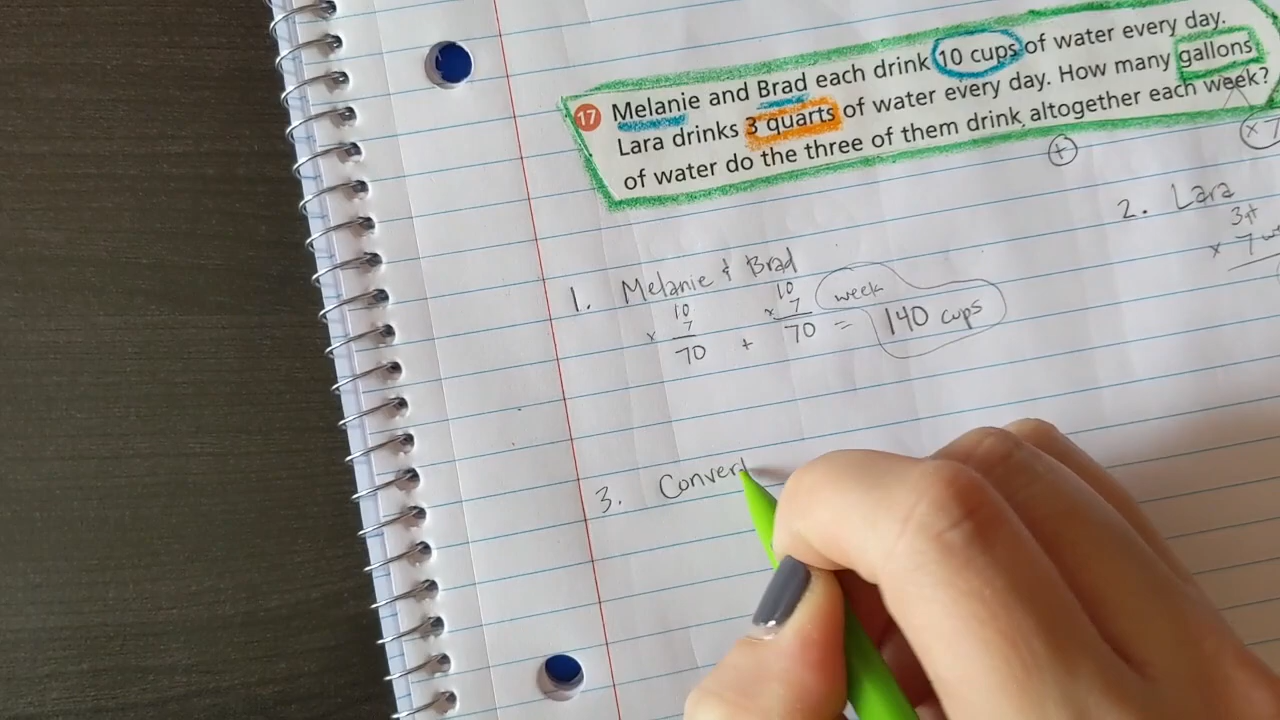 17 Melanie and Brad each drink 10 cups of water every day.
Lara drinks 3 quarts of water every day. How many gallons
of water do the three of them drink altogether each week?
+
× 7
1. Melanie & Brad
10
× 7
70
+
10
× 7
70
=
week
140 cups
2. Lara
× 7
3. Convert